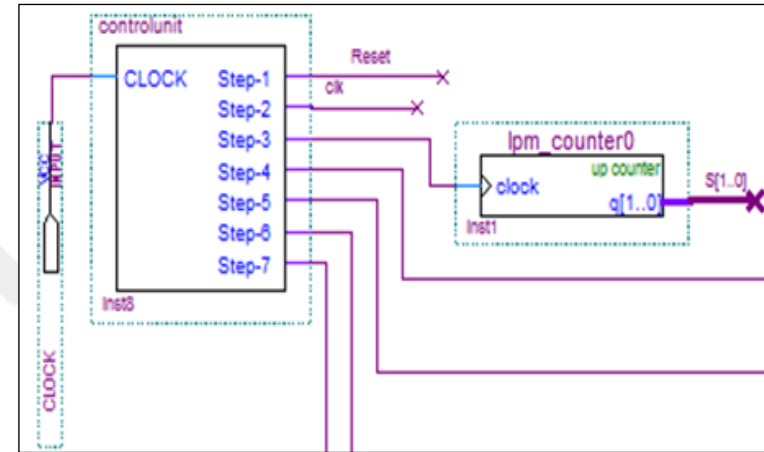 controlunit
CLOCK
Step-1
Step-2
Step-3
Step-4
Step-5
Step-6
Step-7
Inst8
Reset
clk
lpm_counter0
up counter
clock
q[1..0]
Inst1
S[1..0]
VCC
INPUT
CLOCK